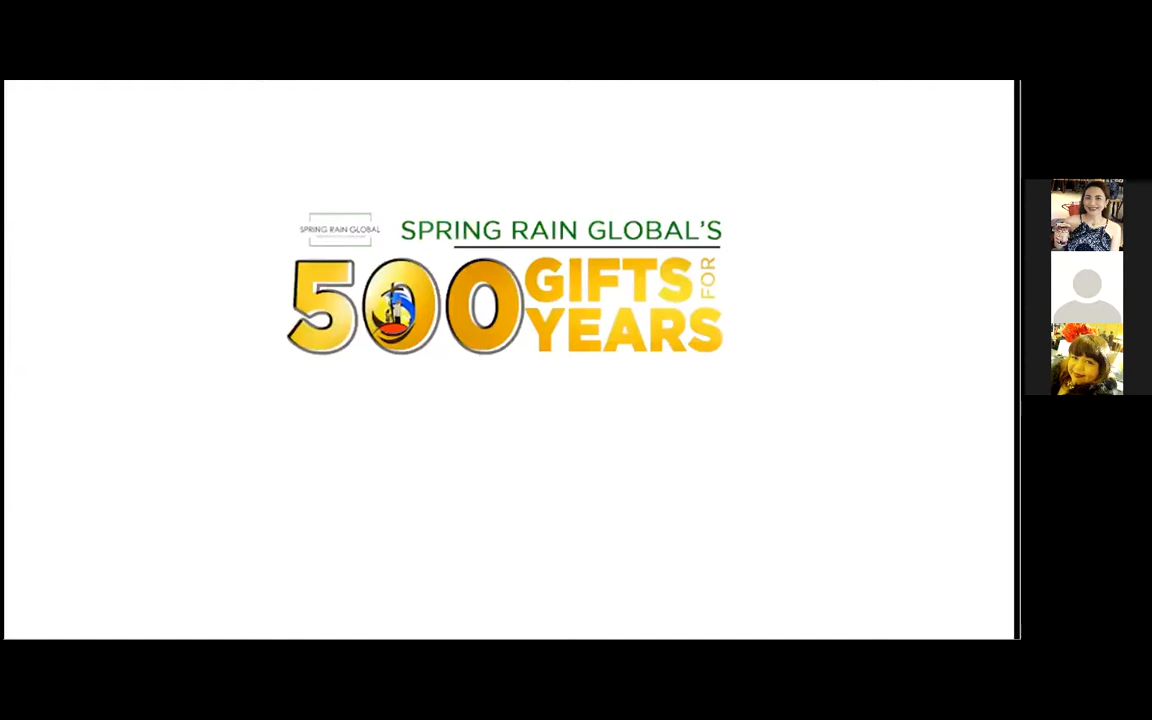 SPRING RAIN GLOBAL
SPRING RAIN GLOBAL'S
500 GIFTS FOR
YEARS